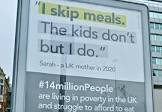 "I skip meals.
The kids don't
but I do."
Sarah - a UK mother in 2020
#14millionPeople
are living in poverty in the UK
and struggle to afford to eat